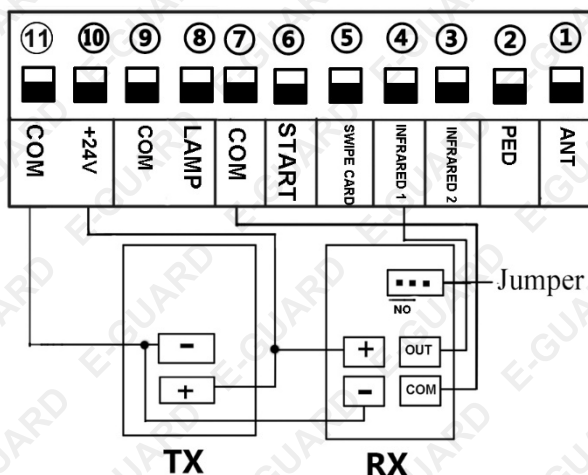 ⑪ ⑩ ⑨ ⑧ ⑦ ⑥ ⑤ ④ ③ ② ①
COM +24V COM LAMP COM START SWIPE CARD INFRARED 1 INFRARED 2 PED ANT
Jumper
NO
- + OUT
+ - COM
TX RX
E-GUARD